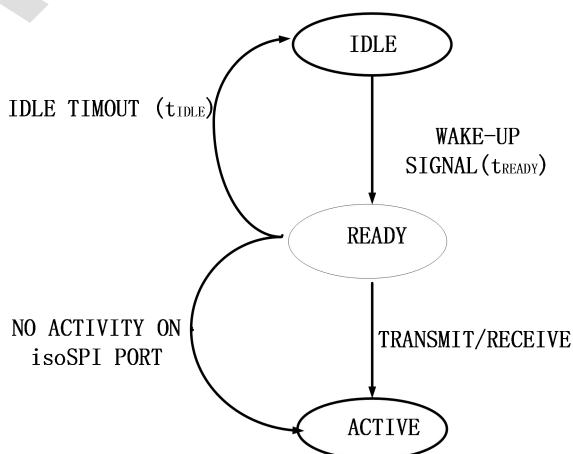 IDLE
IDLE TIMOUT (tIDLE)
WAKE-UP
SIGNAL(tREADY)
READY
NO ACTIVITY ON
isoSPI PORT
TRANSMIT/RECEIVE
ACTIVE